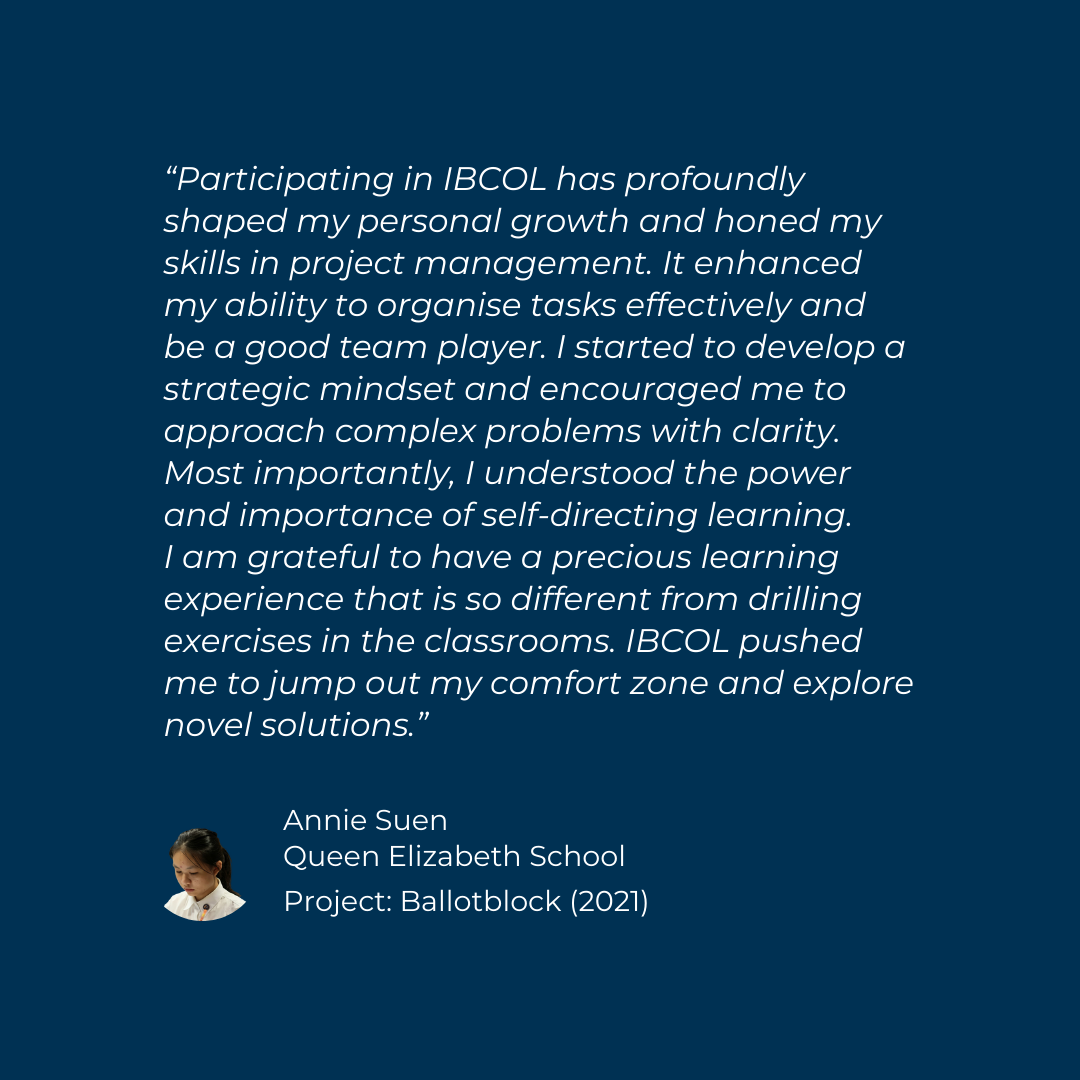 “Participating in IBCOL has profoundly
shaped my personal growth and honed my
skills in project management. It enhanced
my ability to organise tasks effectively and
be a good team player. I started to develop a
strategic mindset and encouraged me to
approach complex problems with clarity.
Most importantly, I understood the power
and importance of self-directing learning.
I am grateful to have a precious learning
experience that is so different from drilling
exercises in the classrooms. IBCOL pushed
me to jump out my comfort zone and explore
novel solutions.”
Annie Suen
Queen Elizabeth School
Project: Ballotblock (2021)